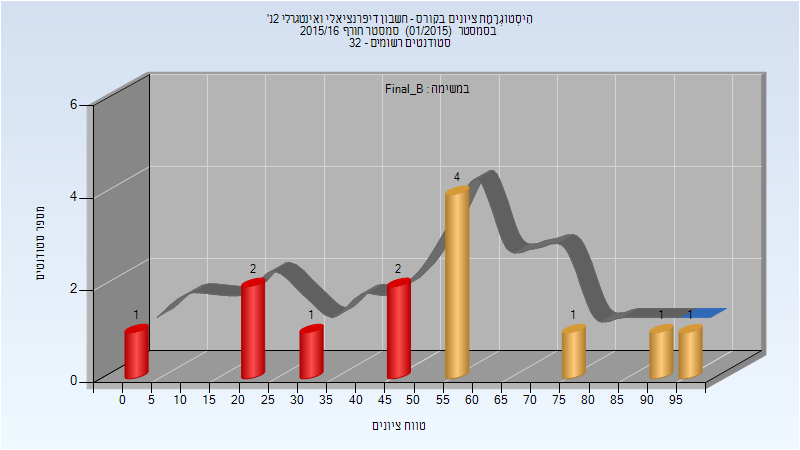 היסטוגרמת ציונים בקורס - חשבון דיפרנציאלי ואינטגרלי 2נ'
בסמסטר (01/2015) סמסטר חורף 2015/16
סטודנטים רשומים - 32
במשימה : Final_B
מספר סטודנטים
6
4
2
0
1
2
1
2
4
1
1
1
0 5 10 15 20 25 30 35 40 45 50 55 60 65 70 75 80 85 90 95
טווח ציונים